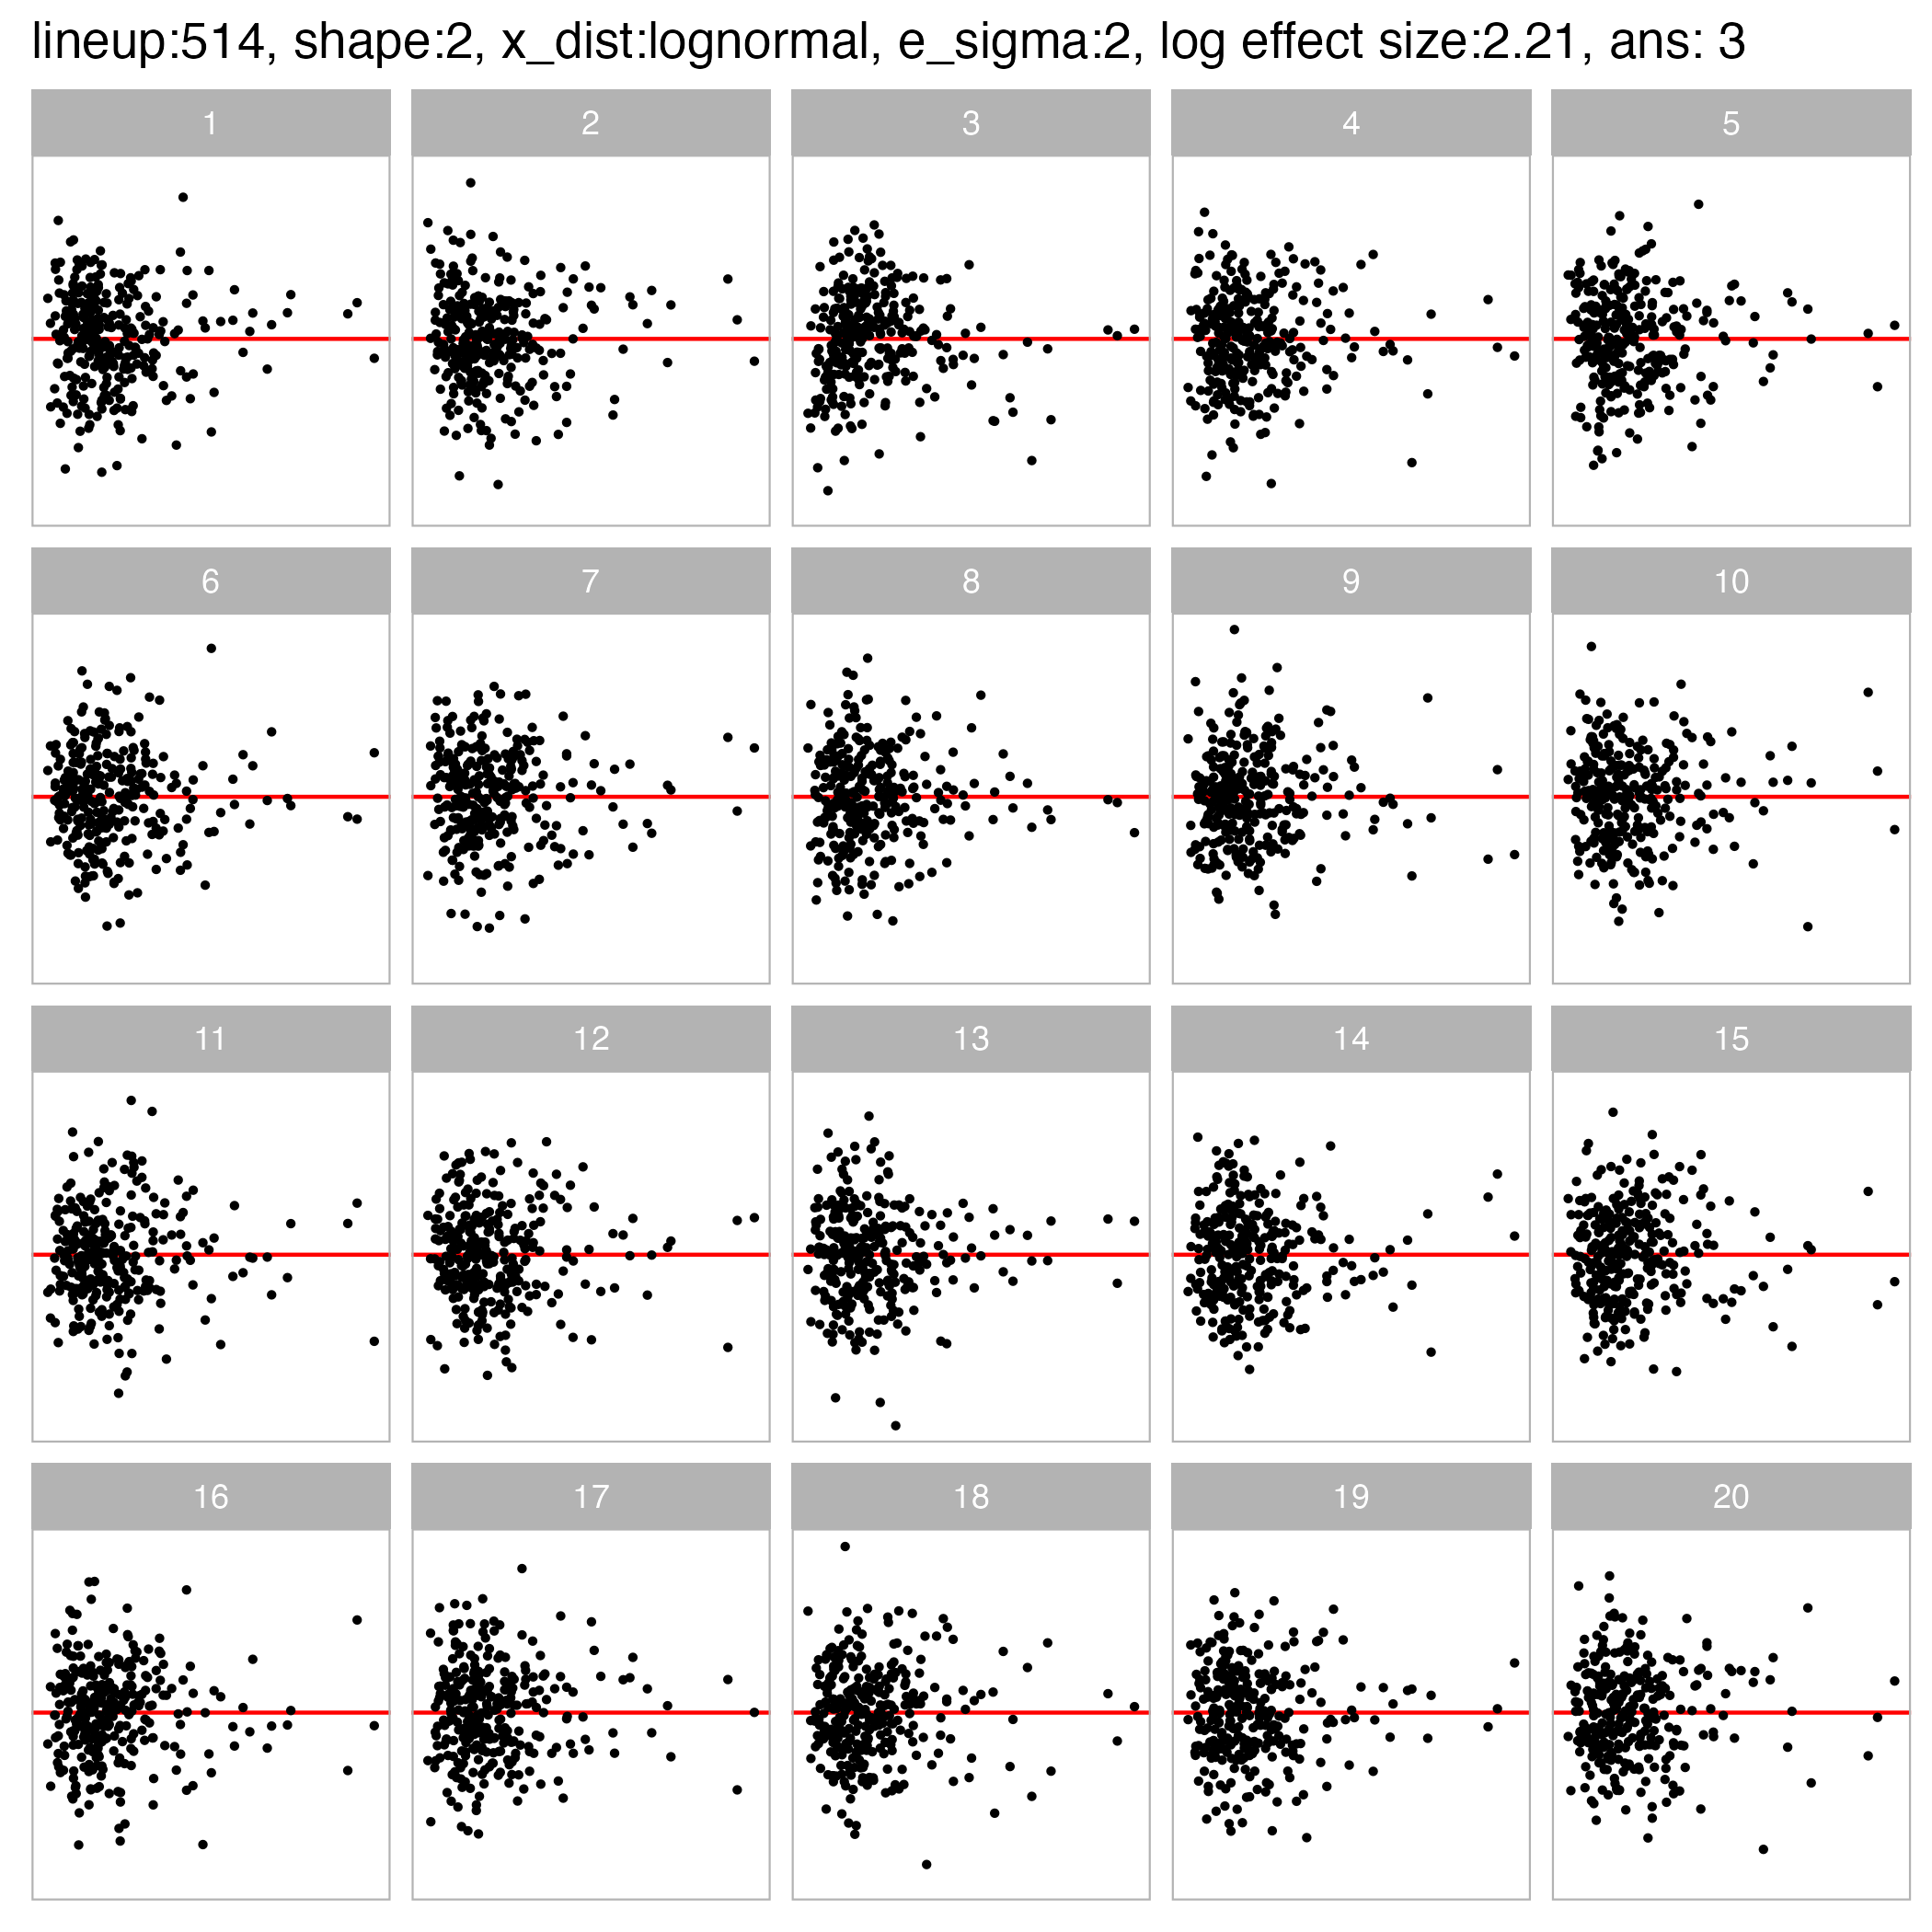 lineup:514, shape:2, x_dist:lognormal, e_sigma:2, log effect size:2.21, ans: 3
1 2 3 4 5
6 7 8 9 10
11 12 13 14 15
16 17 18 19 20